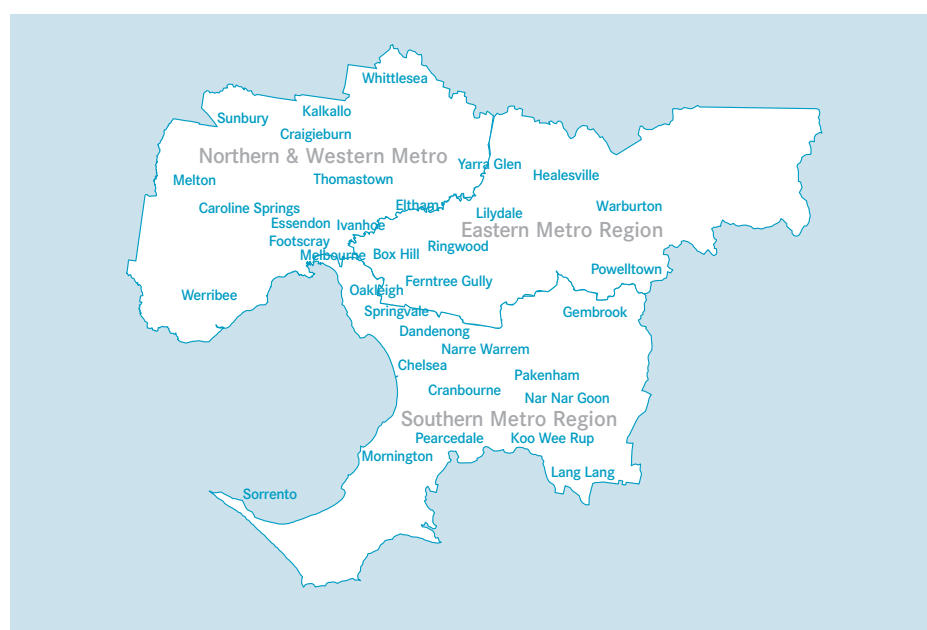 Whittlesea
Kalkallo
Sunbury
Craigieburn
Northern & Western Metro
Yarra Glen
Healesville
Melton
Thomastown
Eltham
Caroline Springs
Lilydale
Warburton
Essendon
Ivanhoe
Eastern Metro Region
Footscray
Ringwood
Melbourne
Box Hill
Powelltown
Ferntree Gully
Oakleigh
Werribee
Springvale
Gembrook
Dandenong
Narre Warrem
Chelsea
Pakenham
Cranbourne
Nar Nar Goon
Southern Metro Region
Pearcedale
Koo Wee Rup
Mornington
Lang Lang
Sorrento